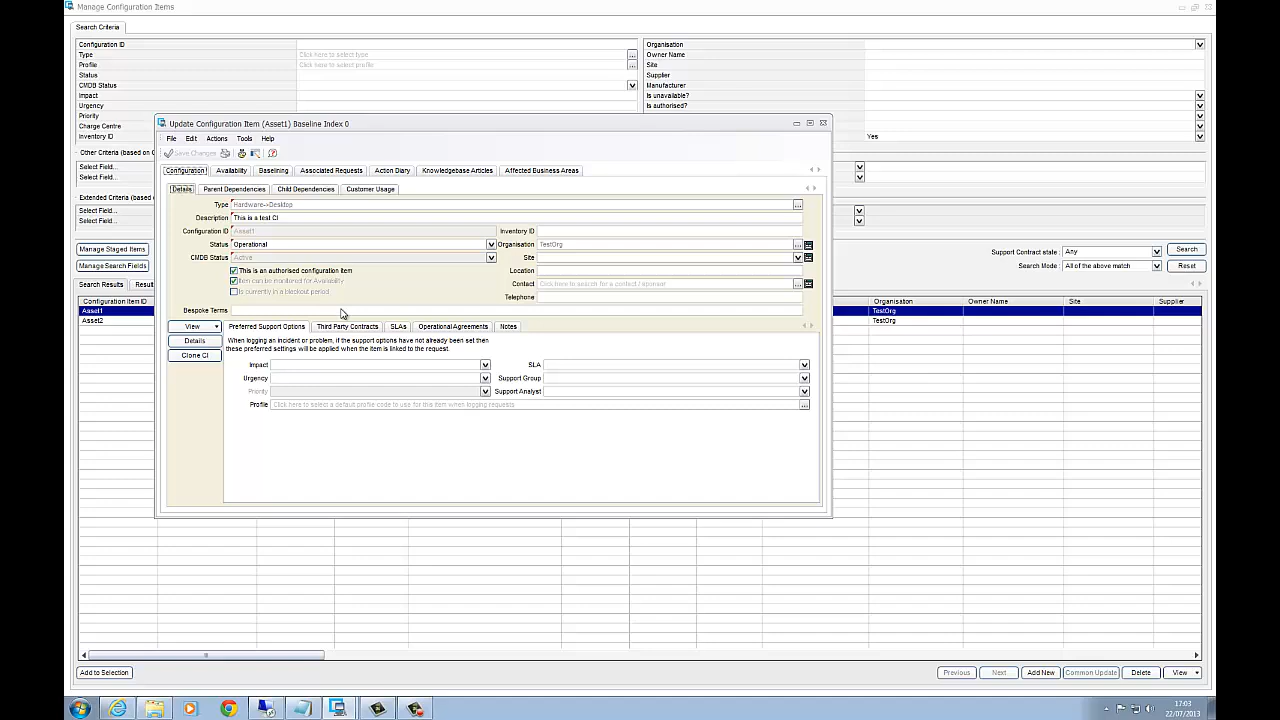 Manage Configuration Items
Search Criteria
Configuration ID
Type Click here to select type ...
Profile Click here to select profile ...
Status
CMDB Status
Impact
Urgency
Priority
Charge Centre
Inventory ID
Organisation
Owner Name
Site
Supplier
Manufacturer
Is unavailable?
Is authorised?
Yes
Other Criteria (based on C
Select Field...
Select Field...
Extended Criteria (based o
Select Field...
Select Field...
Manage Staged Items
Manage Search Fields
Support Contract state : Any
Search Mode : All of the above match
Search
Reset
Search Results Result
Configuration Item ID Organisaton Owner Name Site Supplier
Asset1 TestOrg
Asset2 TestOrg
Update Configuration Item (Asset1) Baseline Index 0
File Edit Actions Tools Help
Save Changes
Configuration Availability Baselining Associated Requests Action Diary Knowledgebase Articles Affected Business Areas
Details Parent Dependencies Child Dependencies Customer Usage
Type Hardware->Desktop ...
Description This is a test CI
Configuration ID Asset1 Inventory ID
Status Operational Organisation TestOrg ...
CMDB Status Active Site
This is an authorised configuration item Location
Item can be monitored for Availability
Contact Click here to search for a contact / sponsor ...
Is currently in a blackout period
Telephone
Bespoke Terms
View Preferred Support Options Third Party Contracts SLAs Operational Agreements Notes
Details When logging an incident or problem, if the support options have not already been set then
these preferred settings will be applied when the item is linked to the request.
Clone CI
Impact SLA
Urgency Support Group
Priority Support Analyst
Profile Click here to select a default profile code to use for this item when logging requests ...
Add to Selection Previous Next Add New Common Update Delete View
17:03
22/07/2013